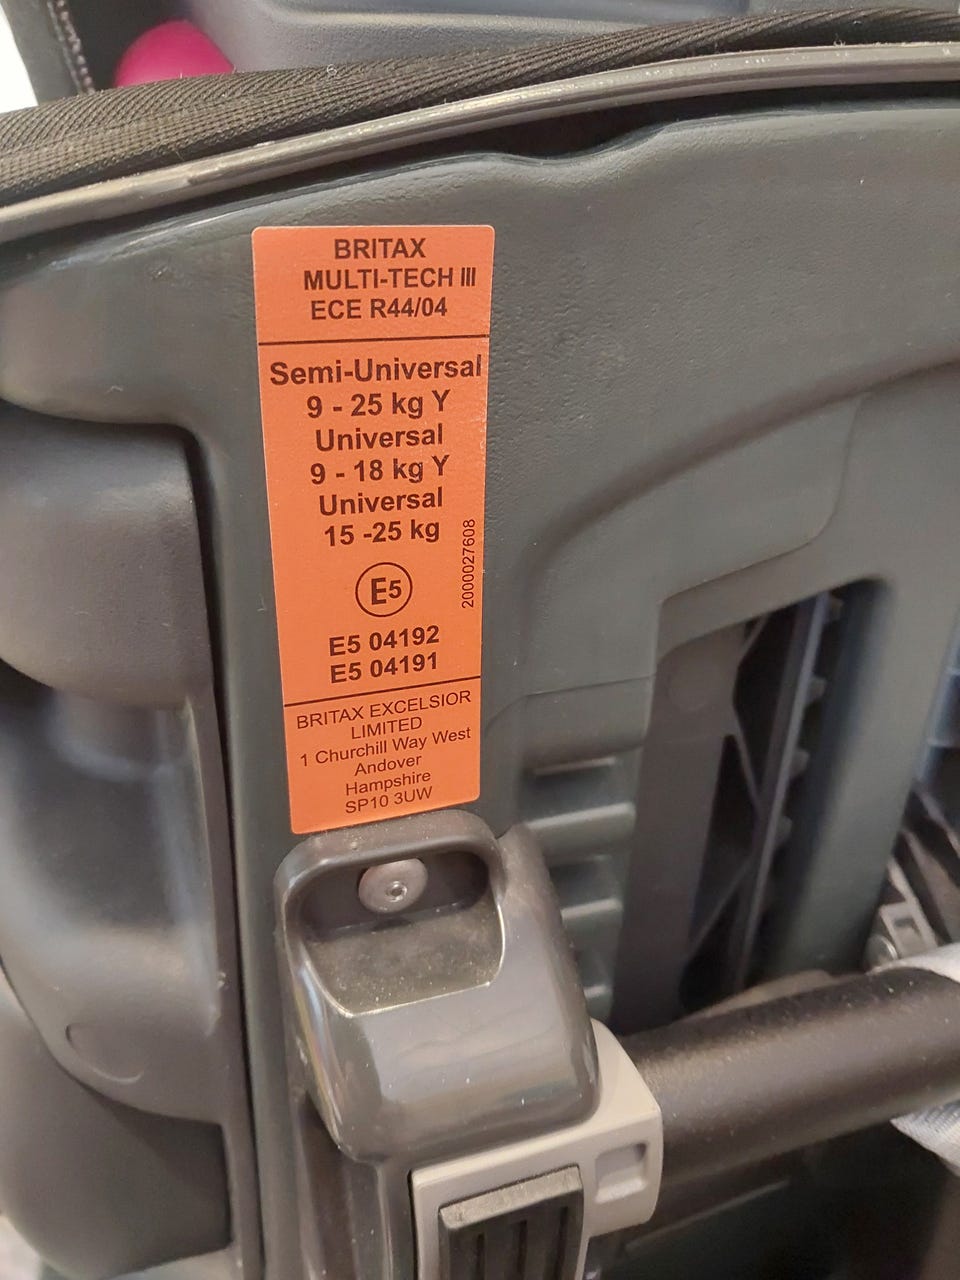 BRITAX
MULTI-TECH III
ECE R44/04
Semi-Universal
9 - 25 kg Y
Universal
9 - 18 kg Y
Universal
15 -25 kg
E5
2000027608
E5 04192
E5 04191
BRITAX EXCELSIOR
LIMITED
1 Churchill Way West
Andover
Hampshire
SP10 3UW